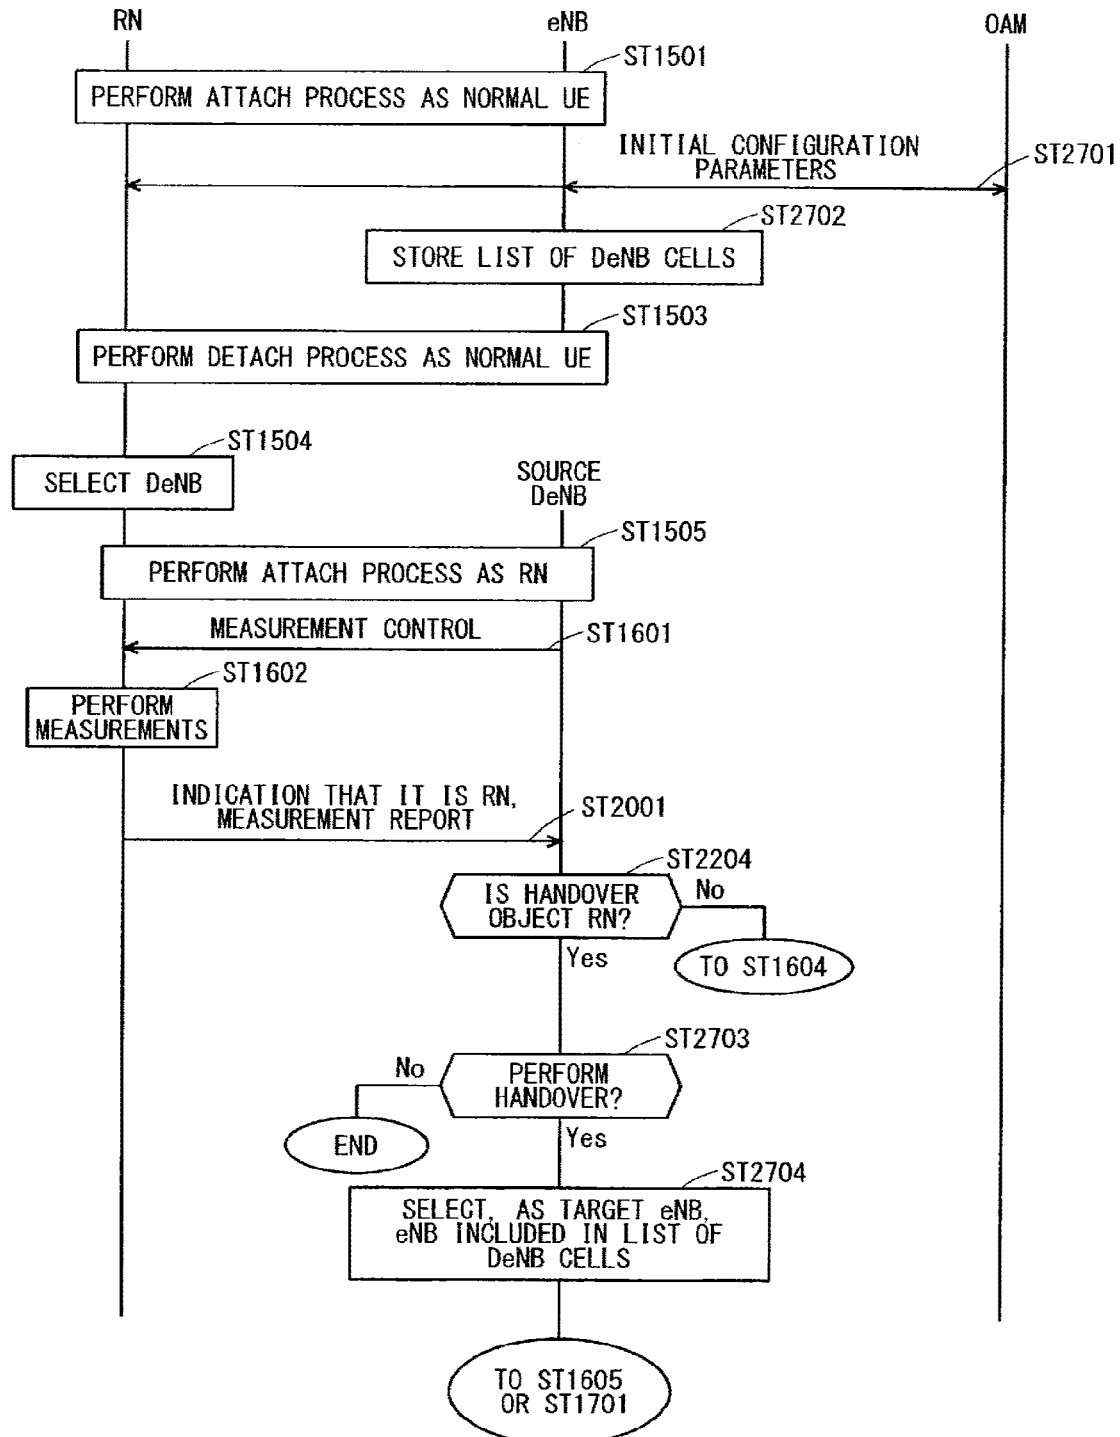 RN
eNB
OAM
ST1501
PERFORM ATTACH PROCESS AS NORMAL UE
INITIAL CONFIGURATION
PARAMETERS
ST2701
ST2702
STORE LIST OF DeNB CELLS
ST1503
PERFORM DETACH PROCESS AS NORMAL UE
ST1504
SELECT DeNB
SOURCE
DeNB
ST1505
PERFORM ATTACH PROCESS AS RN
MEASUREMENT CONTROL
ST1601
ST1602
PERFORM
MEASUREMENTS
INDICATION THAT IT IS RN,
MEASUREMENT REPORT
ST2001
ST2204
IS HANDOVER
OBJECT RN?
No
Yes
TO ST1604
ST2703
No
PERFORM
HANDOVER?
END
Yes
ST2704
SELECT, AS TARGET eNB,
eNB INCLUDED IN LIST OF
DeNB CELLS
TO ST1605
OR ST1701